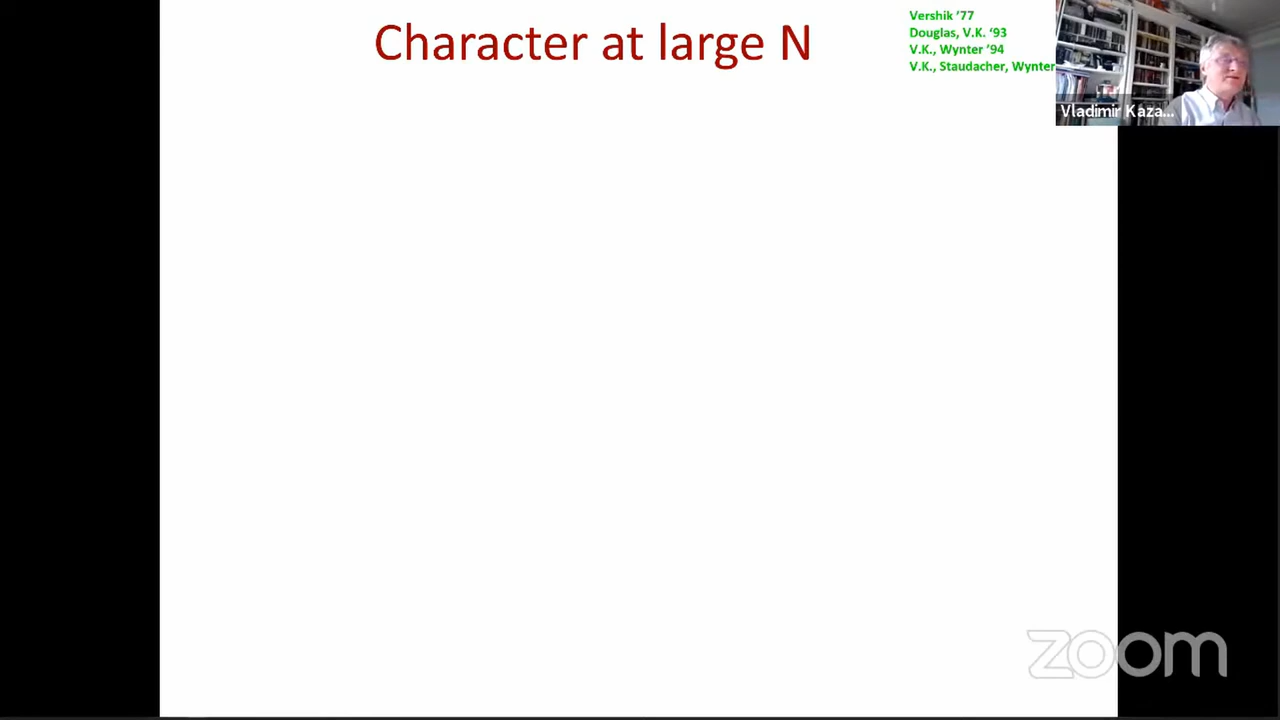 Character at large N
Vershik ‘77
Douglas, V.K. ‘93
V.K., Wynter ‘94
V.K., Staudacher, Wynter
Vladimir Kaza...
zoom